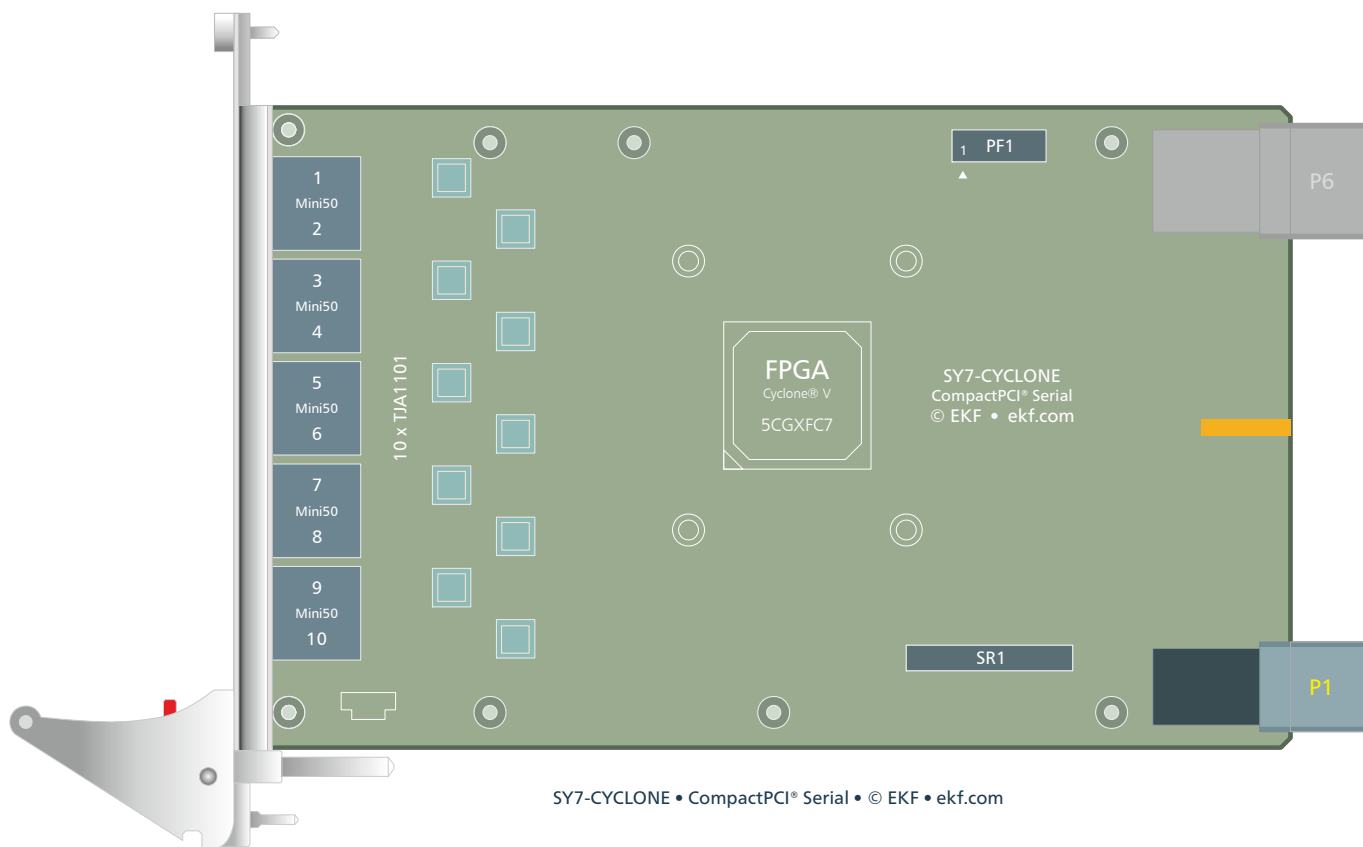 1 PF1
P6
1
Mini50
2
3
Mini50
4
5
Mini50
6
7
Mini50
8
9
Mini50
10
10 x TJA1101
FPGA
Cyclone® V
5CGXFC7
SY7-CYCLONE
CompactPCI® Serial
© EKF • ekf.com
SR1
P1
SY7-CYCLONE • CompactPCI® Serial • © EKF • ekf.com